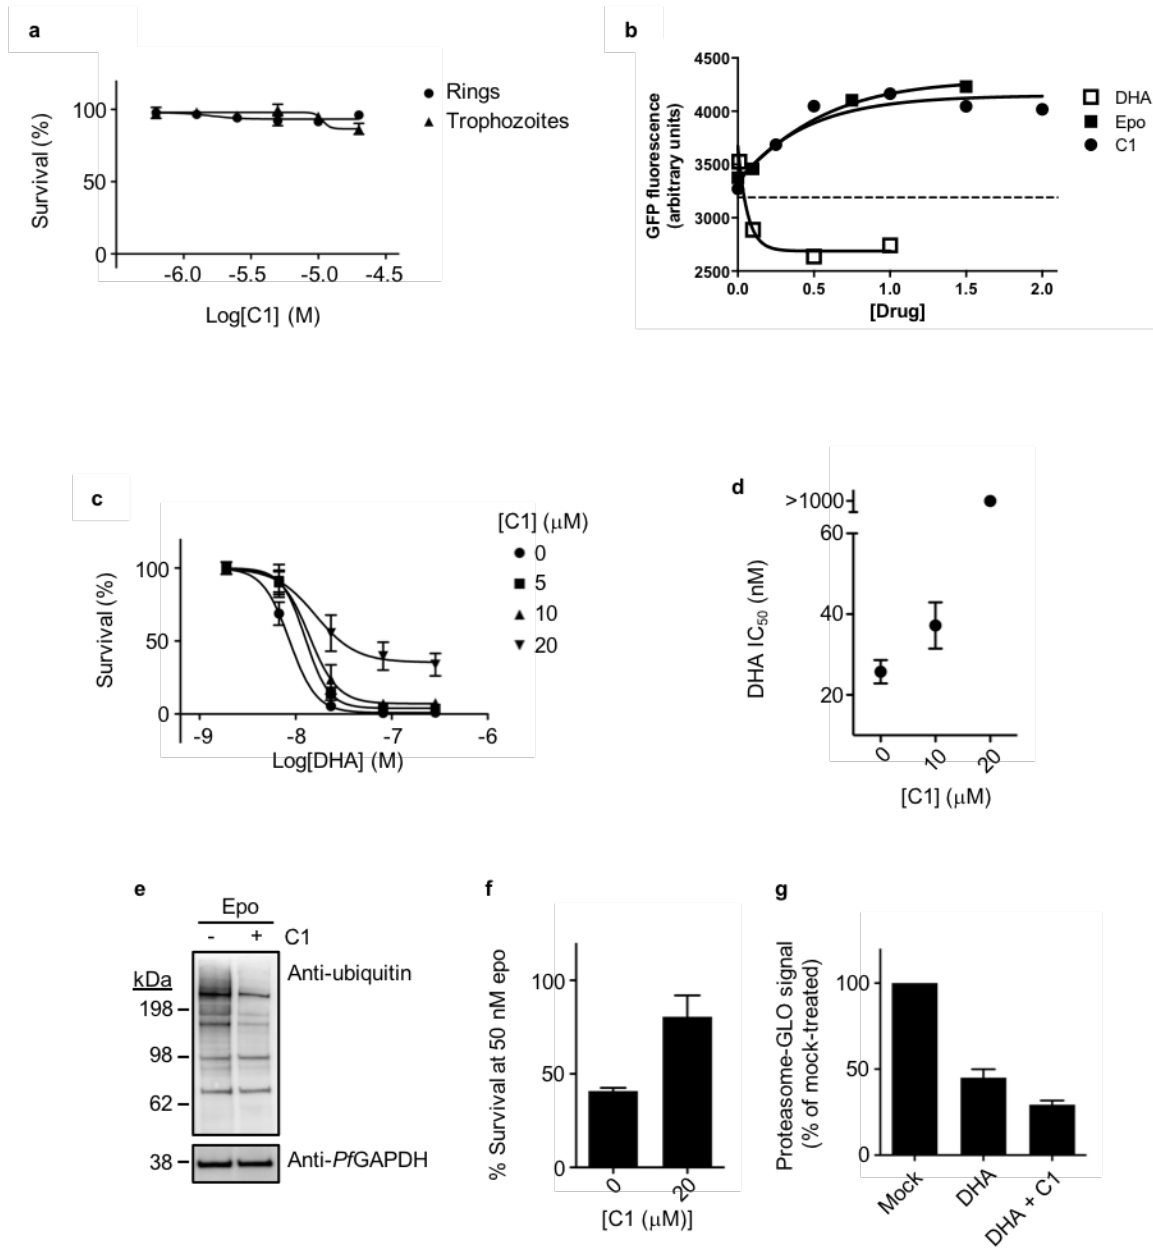 a
Survival (%)
100
50
0
-6.0 -5.5 -5.0 -4.5
Log[C1] (M)
Rings
Trophozoites
b
GFP fluorescence
(arbitrary units)
4500
4000
3500
3000
2500
0.0 0.5 1.0 1.5 2.0
[Drug]
DHA
Epo
C1
c
Survival (%)
100
50
0
-9 -8 -7 -6
Log[DHA] (M)
[C1] (μM)
0
5
10
20
d
DHA IC50 (nM)
>1000
60
40
20
0 10 20
[C1] (μM)
e
Epo
- + C1
kDa
198
98
62
38
Anti-ubiquitin
Anti-PfGAPDH
f
% Survival at 50 nM epo
100
50
0
0 20
[C1 (μM)]
g
Proteasome-GLO signal
(% of mock-treated)
100
50
0
Mock DHA DHA + C1